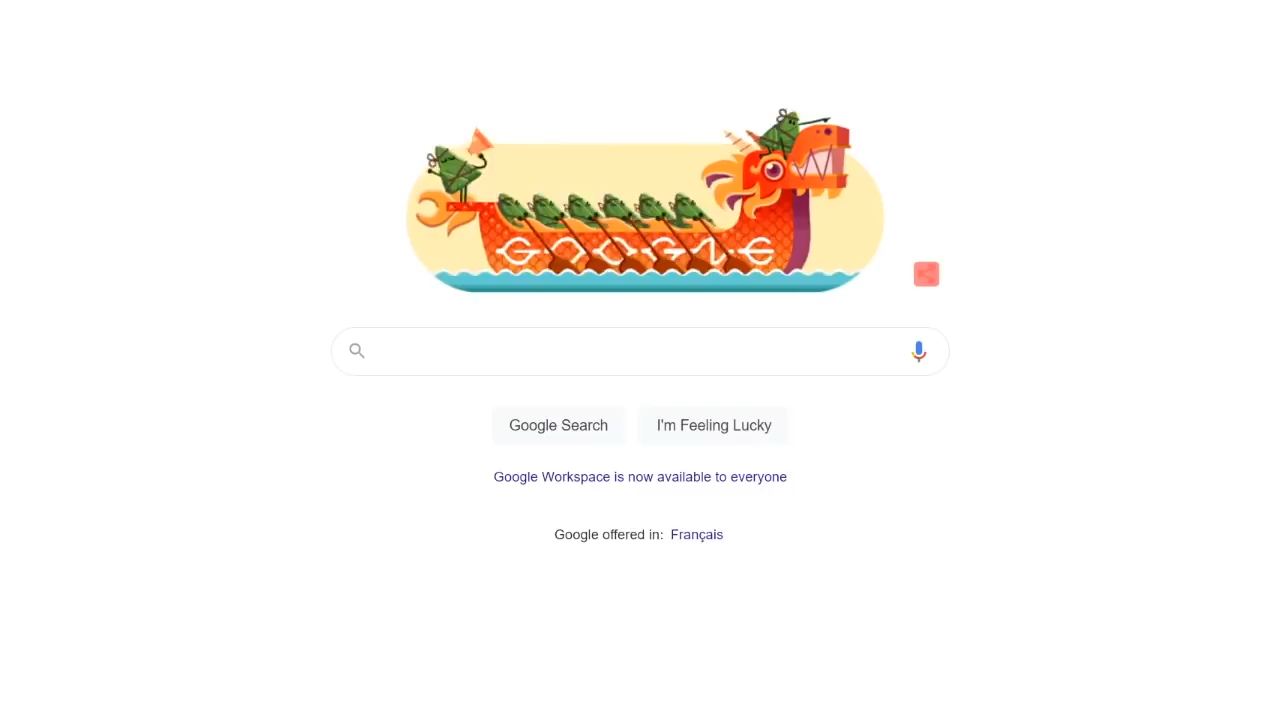 GOOGLE
Google Search
I'm Feeling Lucky
Google Workspace is now available to everyone
Google offered in: Français